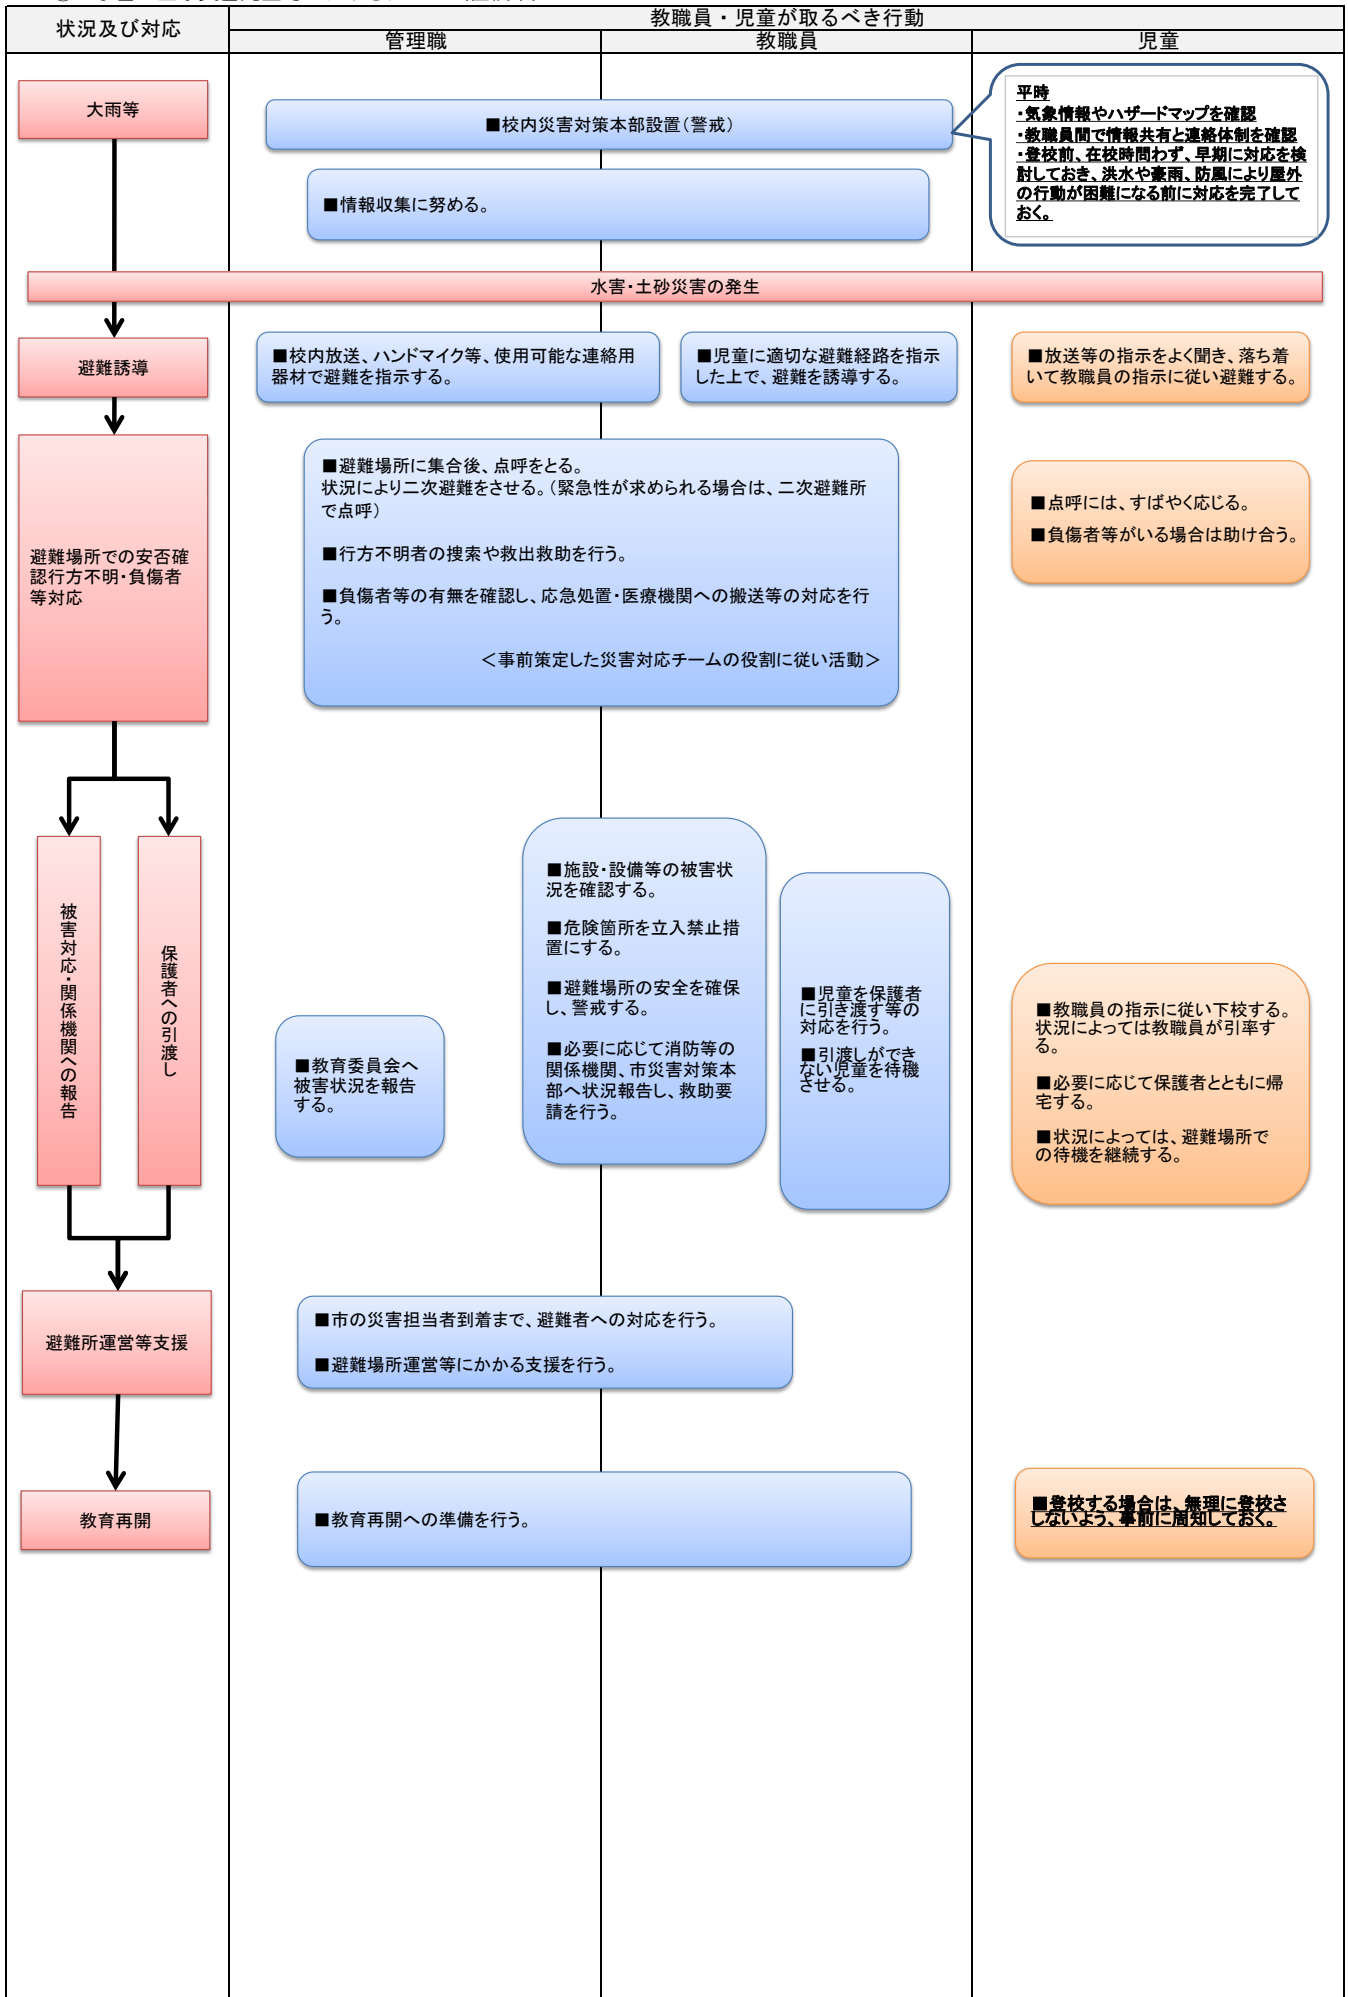 状況及び対応
教職員・児童が取るべき行動
管理職
教職員
児童
大雨等
■校内災害対策本部設置(警戒)
■情報収集に努める。
平時
・気象情報やハザードマップを確認
・教職員間で情報共有と連絡体制を確認
・登校前、在校時問わず、早期に対応を検
討しておき、洪水や豪雨、防風により屋外
の行動が困難になる前に対応を完了して
おく。
水害・土砂災害の発生
避難誘導
■校内放送、ハンドマイク等、使用可能な連絡用
器材で避難を指示する。
■児童に適切な避難経路を指示
した上で、避難を誘導する。
■放送等の指示をよく聞き、落ち着
いて教職員の指示に従い避難する。
避難場所での安否確
認行方不明・負傷者
等対応
■避難場所に集合後、点呼をとる。
状況により二次避難をさせる。(緊急性が求められる場合は、二次避難所
で点呼)
■行方不明者の捜索や救出救助を行う。
■負傷者等の有無を確認し、応急処置・医療機関への搬送等の対応を行
う。
＜事前策定した災害対応チームの役割に従い活動＞
■点呼には、すばやく応じる。
■負傷者等がいる場合は助け合う。
被害対応・関係機関への報告
保護者への引渡し
■教育委員会へ
被害状況を報告
する。
■施設・設備等の被害状
況を確認する。
■危険箇所を立入禁止措
置にする。
■避難場所の安全を確保
し、警戒する。
■必要に応じて消防等の
関係機関、市災害対策本
部へ状況報告し、救助要
請を行う。
■児童を保護者
に引き渡す等の
対応を行う。
■引渡しができ
ない児童を待機
させる。
■教職員の指示に従い下校する。
状況によっては教職員が引率す
る。
■必要に応じて保護者とともに帰
宅する。
■状況によっては、避難場所で
の待機を継続する。
避難所運営等支援
■市の災害担当者到着まで、避難者への対応を行う。
■避難場所運営等にかかる支援を行う。
教育再開
■教育再開への準備を行う。
■登校する場合は、無理に登校さ
しないよう、事前に周知しておく。